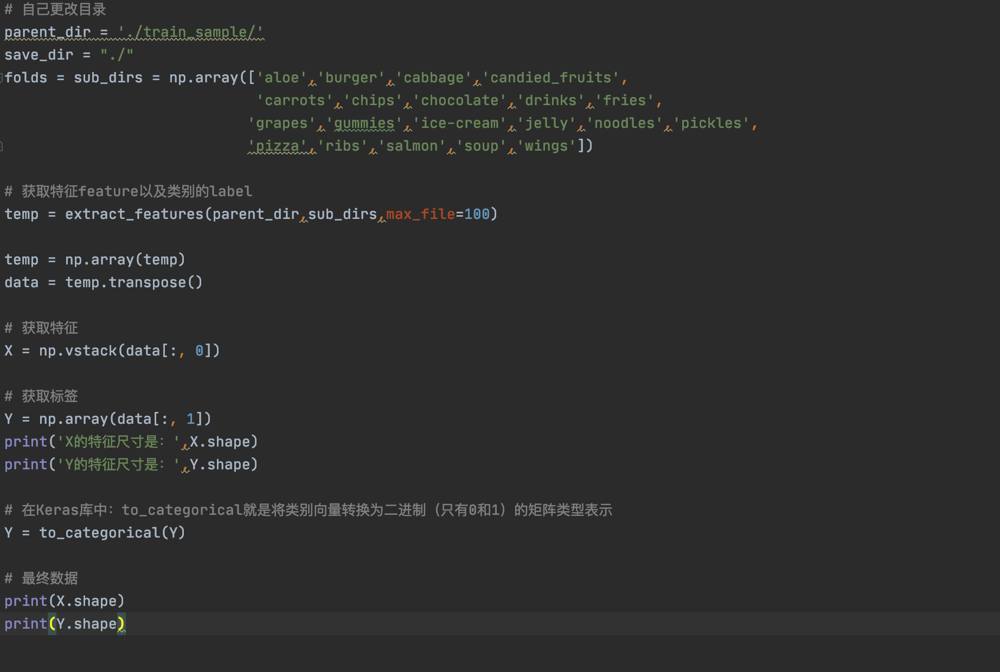 # 自己更改目录
parent_dir = './train_sample/'
save_dir = "./"
folds = sub_dirs = np.array(['aloe','burger','cabbage','candied_fruits',
'carrots','chips','chocolate','drinks','fries',
'grapes','gummies','ice-cream','jelly','noodles','pickles',
'pizza','ribs','salmon','soup','wings'])
# 获取特征feature以及类别的label
temp = extract_features(parent_dir,sub_dirs,max_file=100)
temp = np.array(temp)
data = temp.transpose()
# 获取特征
X = np.vstack(data[:, 0])
# 获取标签
Y = np.array(data[:, 1])
print('X的特征尺寸是：',X.shape)
print('Y的特征尺寸是：',Y.shape)
# 在Keras库中：to_categorical就是将类别向量转换为二进制（只有0和1）的矩阵类型表示
Y = to_categorical(Y)
# 最终数据
print(X.shape)
print(Y.shape)